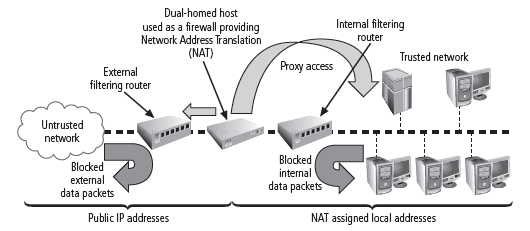 Dual-homed host
used as a firewall providing
Network Address Translation
(NAT)
Internal filtering
router
Proxy access
Trusted network
External
filtering router
Untrusted
network
Blocked
external
data packets
Blocked
internal
data packets
Public IP addresses
NAT assigned local addresses